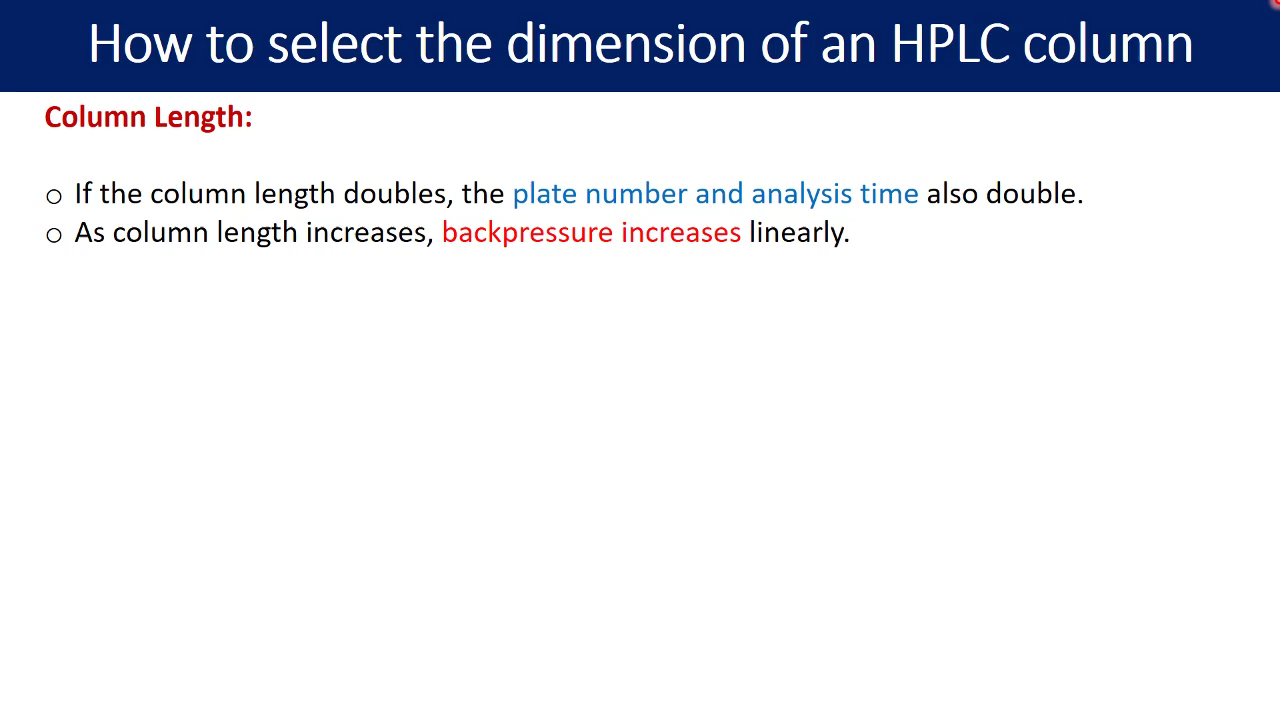 How to select the dimension of an HPLC column
Column Length:
o If the column length doubles, the plate number and analysis time also double.
o As column length increases, backpressure increases linearly.